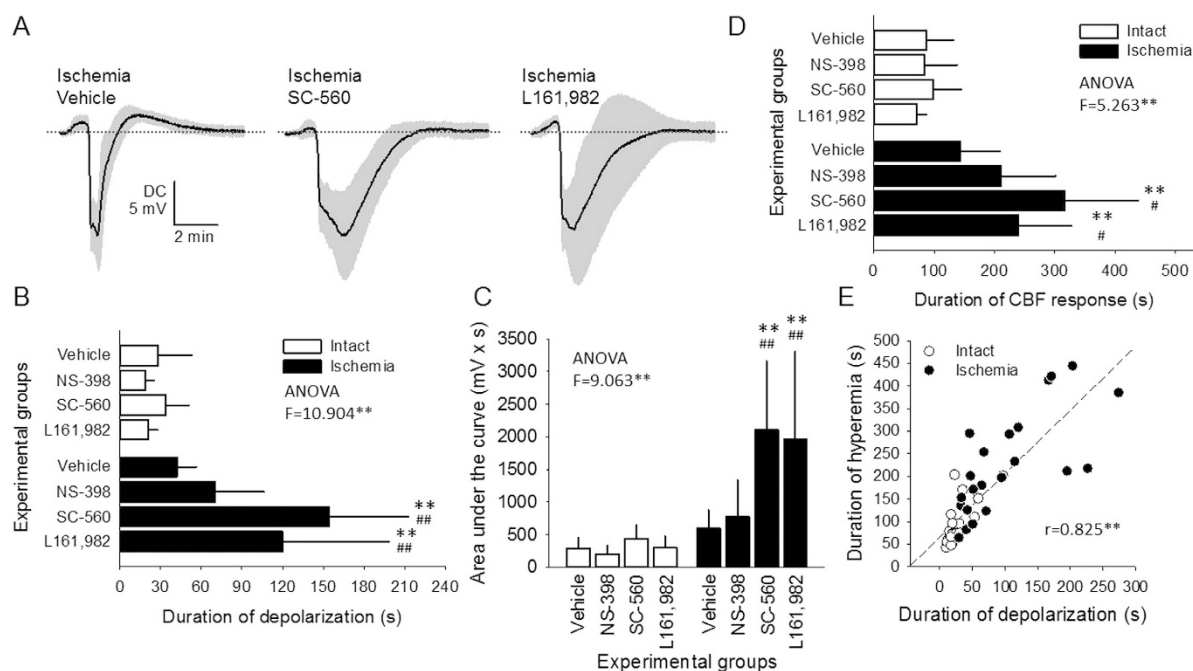 A
Ischemia
Vehicle
Ischemia
SC-560
Ischemia
L161,982
DC
5 mV
2 min
B
Experimental groups
Vehicle
NS-398
SC-560
L161,982
Vehicle
NS-398
SC-560
L161,982
Intact
Ischemia
ANOVA
F=10.904**
**
##
**
##
0 30 60 90 120 150 180 210 240
Duration of depolarization (s)
C
Area under the curve (mV x s)
3500
3000
2500
2000
1500
1000
500
0
ANOVA
F=9.063**
** **
## ##
Vehicle NS-398 SC-560 L161,982 Vehicle NS-398 SC-560 L161,982
Experimental groups
D
Experimental groups
Vehicle
NS-398
SC-560
L161,982
Vehicle
NS-398
SC-560
L161,982
Intact
Ischemia
ANOVA
F=5.263**
**
#
**
#
0 100 200 300 400 500
Duration of CBF response (s)
E
Duration of hyperemia (s)
500
450
400
350
300
250
200
150
100
50
0
Intact
Ischemia
r=0.825**
0 50 100 150 200 250 300
Duration of depolarization (s)